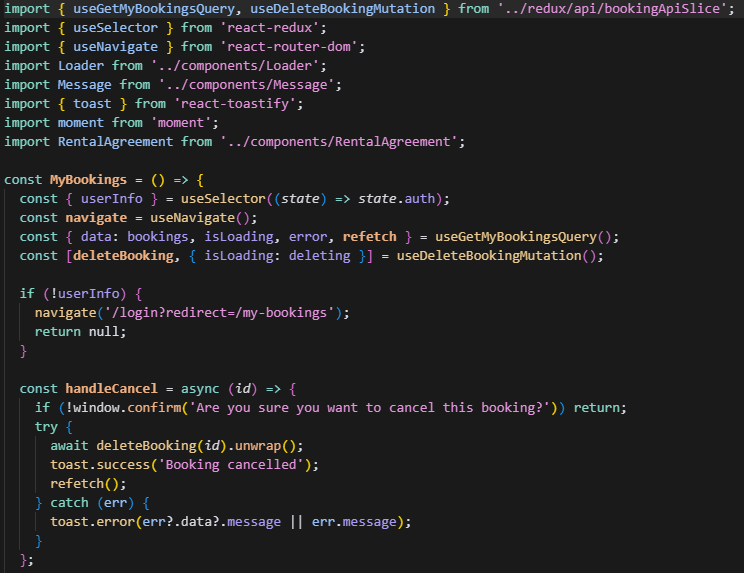 import { useGetMyBookingsQuery, useDeleteBookingMutation } from '../redux/api/bookingApiSlice';
import { useSelector } from 'react-redux';
import { useNavigate } from 'react-router-dom';
import Loader from '../components/Loader';
import Message from '../components/Message';
import { toast } from 'react-toastify';
import moment from 'moment';
import RentalAgreement from '../components/RentalAgreement';

const MyBookings = () => {
  const { userInfo } = useSelector((state) => state.auth);
  const navigate = useNavigate();
  const { data: bookings, isLoading, error, refetch } = useGetMyBookingsQuery();
  const [deleteBooking, { isLoading: deleting }] = useDeleteBookingMutation();

  if (!userInfo) {
    navigate('/login?redirect=/my-bookings');
    return null;
  }

  const handleCancel = async (id) => {
    if (!window.confirm('Are you sure you want to cancel this booking?')) return;
    try {
      await deleteBooking(id).unwrap();
      toast.success('Booking cancelled');
      refetch();
    } catch (err) {
      toast.error(err?.data?.message || err.message);
    }
  };